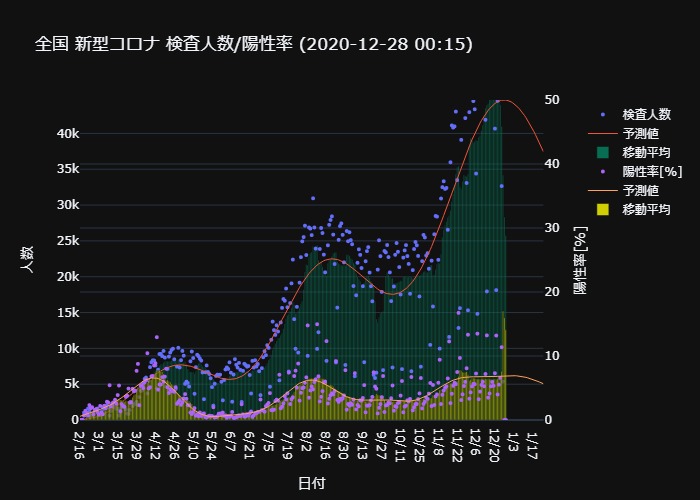 全国 新型コロナ 検査人数/陽性率 (2020-12-28 00:15)
検査人数
予測値
移動平均
陽性率[%]
予測値
移動平均
人数
40k
35k
30k
25k
20k
15k
10k
5k
0
50
40
30
20
10
0
陽性率[%]
2/16
3/1
3/15
3/29
4/12
4/26
5/10
5/24
6/7
6/21
7/5
7/19
8/2
8/16
8/30
9/13
9/27
10/11
10/25
11/8
11/22
12/6
12/20
1/3
1/17
日付